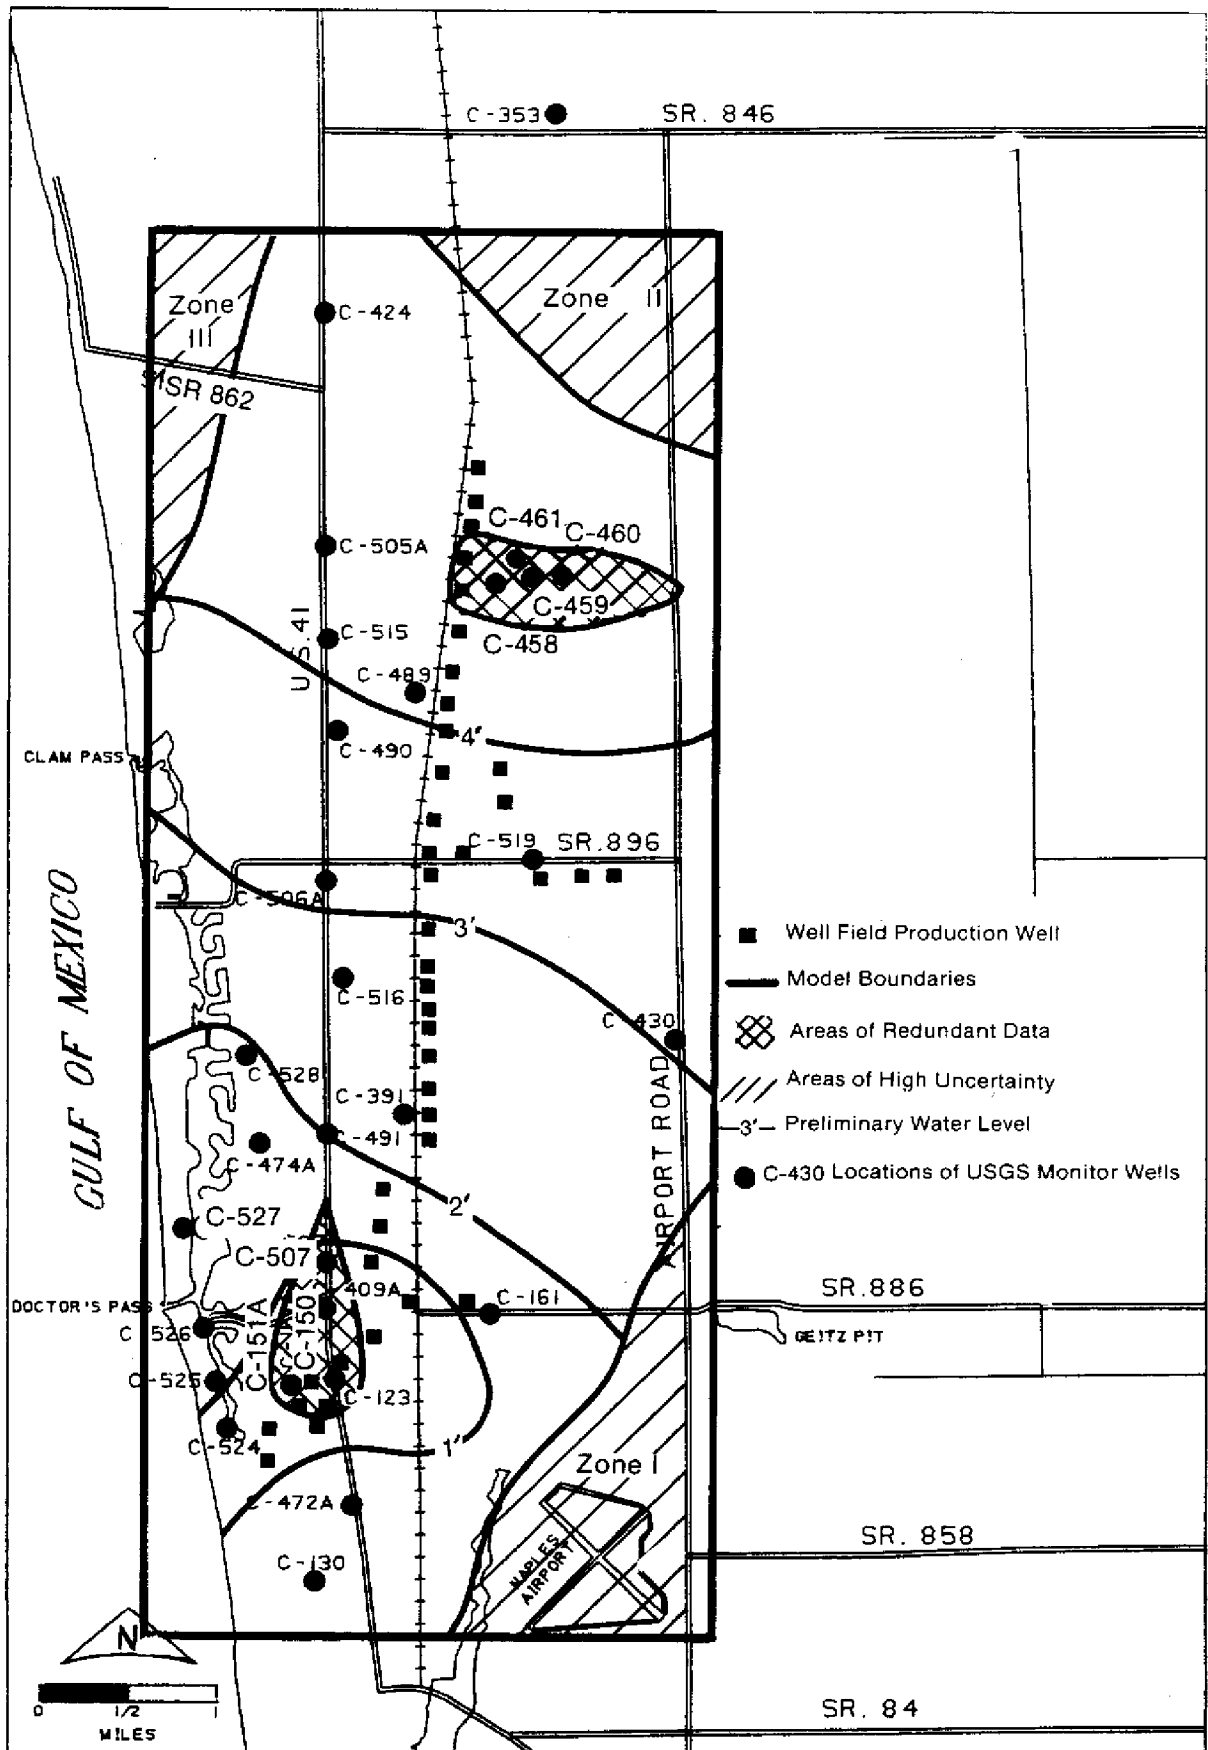 C-353
SR. 846
Zone
III
Zone II
C-424
SR 862
C-461
C-460
C-505A
C-459
C-458
C-515
U.S.41
C-489
C-490
4'
CLAM PASS
C-519
SR.896
C-506A
3'
GULF OF MEXICO
Well Field Production Well
C-516
Model Boundaries
C-430
Areas of Redundant Data
C-528
Areas of High Uncertainty
C-391
—3'— Preliminary Water Level
C-491
C-474A
C-430 Locations of USGS Monitor Wells
AIRPORT ROAD
2'
C-527
C-507
409A
C-161
SR.886
DOCTOR'S PASS
C-526
C-151A
C-150
GEITZ PIT
C-525
C-123
C-524
1'
Zone I
C-472A
SR. 858
C-130
NAPLES
AIRPORT
N
0 1/2 1
MILES
SR. 84